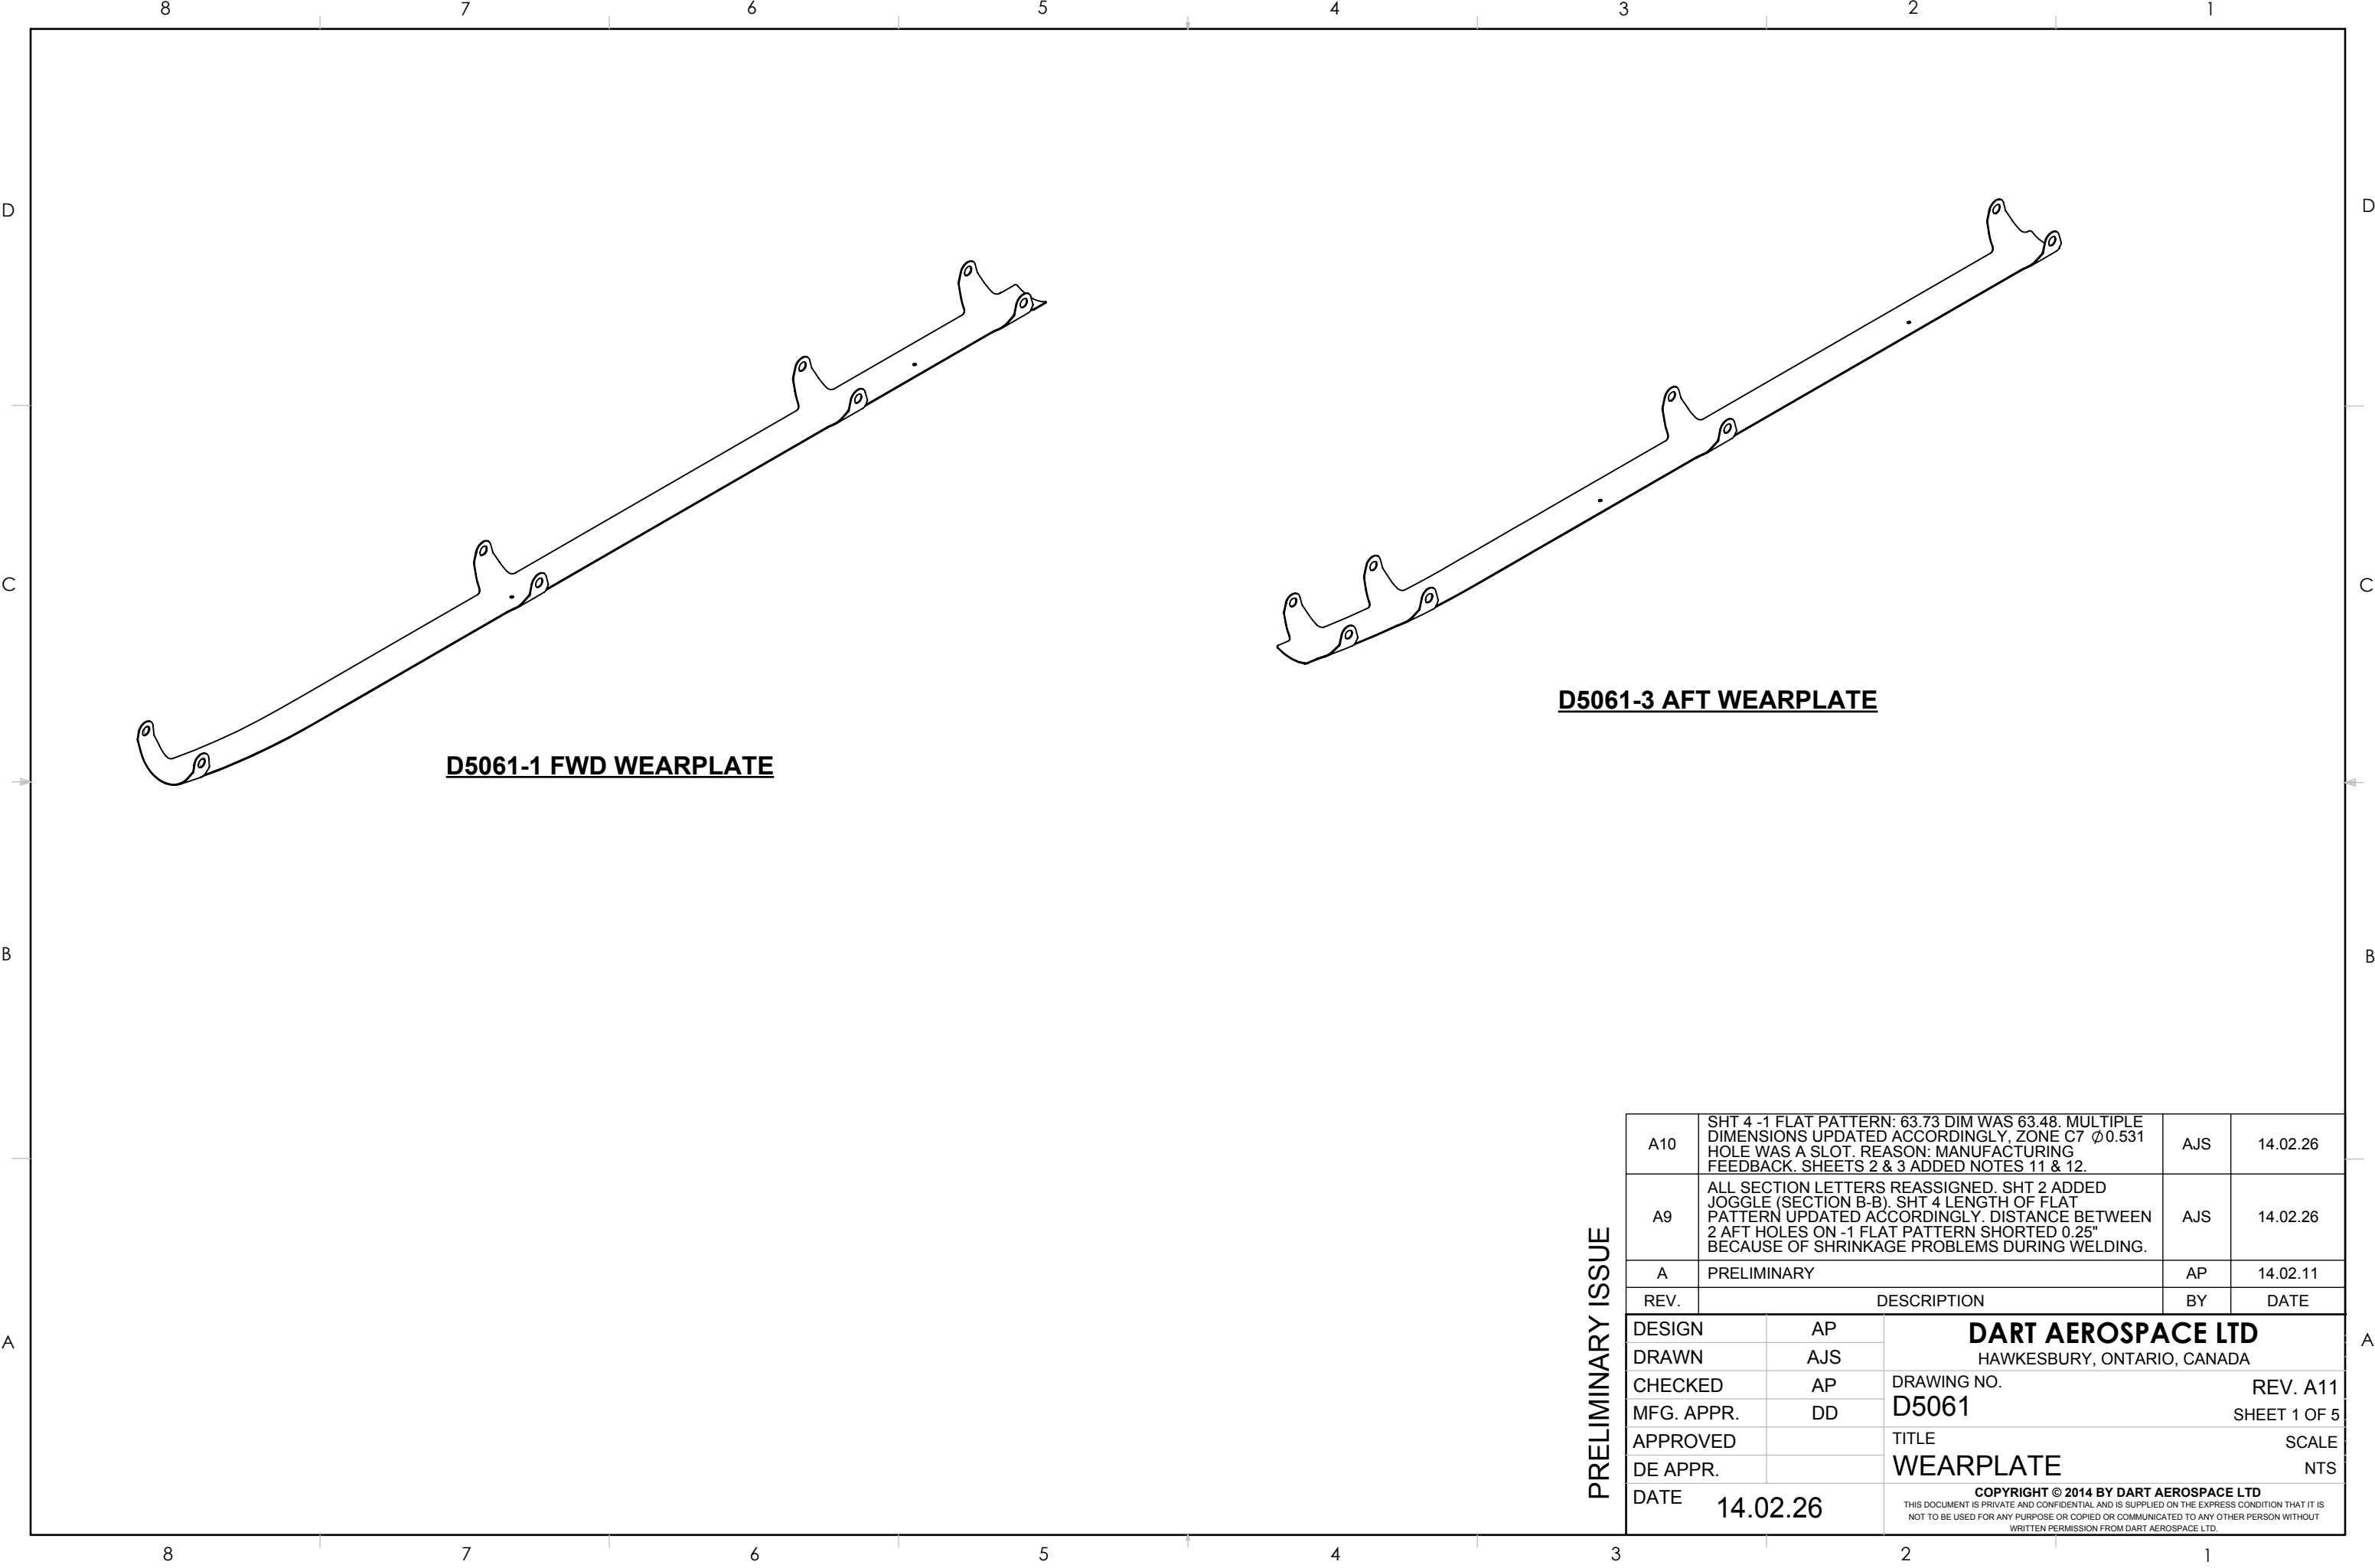 8 7 6 5 4 3 2 1
D D
C C
B B
A A
D5061-1 FWD WEARPLATE
D5061-3 AFT WEARPLATE
PRELIMINARY ISSUE
A10
SHT 4 -1 FLAT PATTERN: 63.73 DIM WAS 63.48. MULTIPLE
DIMENSIONS UPDATED ACCORDINGLY, ZONE C7 ∅0.531
HOLE WAS A SLOT. REASON: MANUFACTURING
FEEDBACK. SHEETS 2 & 3 ADDED NOTES 11 & 12.
AJS
14.02.26
A9
ALL SECTION LETTERS REASSIGNED. SHT 2 ADDED
JOGGLE (SECTION B-B). SHT 4 LENGTH OF FLAT
PATTERN UPDATED ACCORDINGLY. DISTANCE BETWEEN
2 AFT HOLES ON -1 FLAT PATTERN SHORTED 0.25"
BECAUSE OF SHRINKAGE PROBLEMS DURING WELDING.
AJS
14.02.26
A PRELIMINARY AP 14.02.11
REV. DESCRIPTION BY DATE
DESIGN AP
DRAWN AJS
CHECKED AP
MFG. APPR. DD
APPROVED
DE APPR.
DATE 14.02.26
DART AEROSPACE LTD
HAWKESBURY, ONTARIO, CANADA
DRAWING NO. REV. A11
D5061 SHEET 1 OF 5
TITLE SCALE
WEARPLATE NTS
COPYRIGHT © 2014 BY DART AEROSPACE LTD
THIS DOCUMENT IS PRIVATE AND CONFIDENTIAL AND IS SUPPLIED ON THE EXPRESS CONDITION THAT IT IS
NOT TO BE USED FOR ANY PURPOSE OR COPIED OR COMMUNICATED TO ANY OTHER PERSON WITHOUT
WRITTEN PERMISSION FROM DART AEROSPACE LTD.
8 7 6 5 4 3 2 1